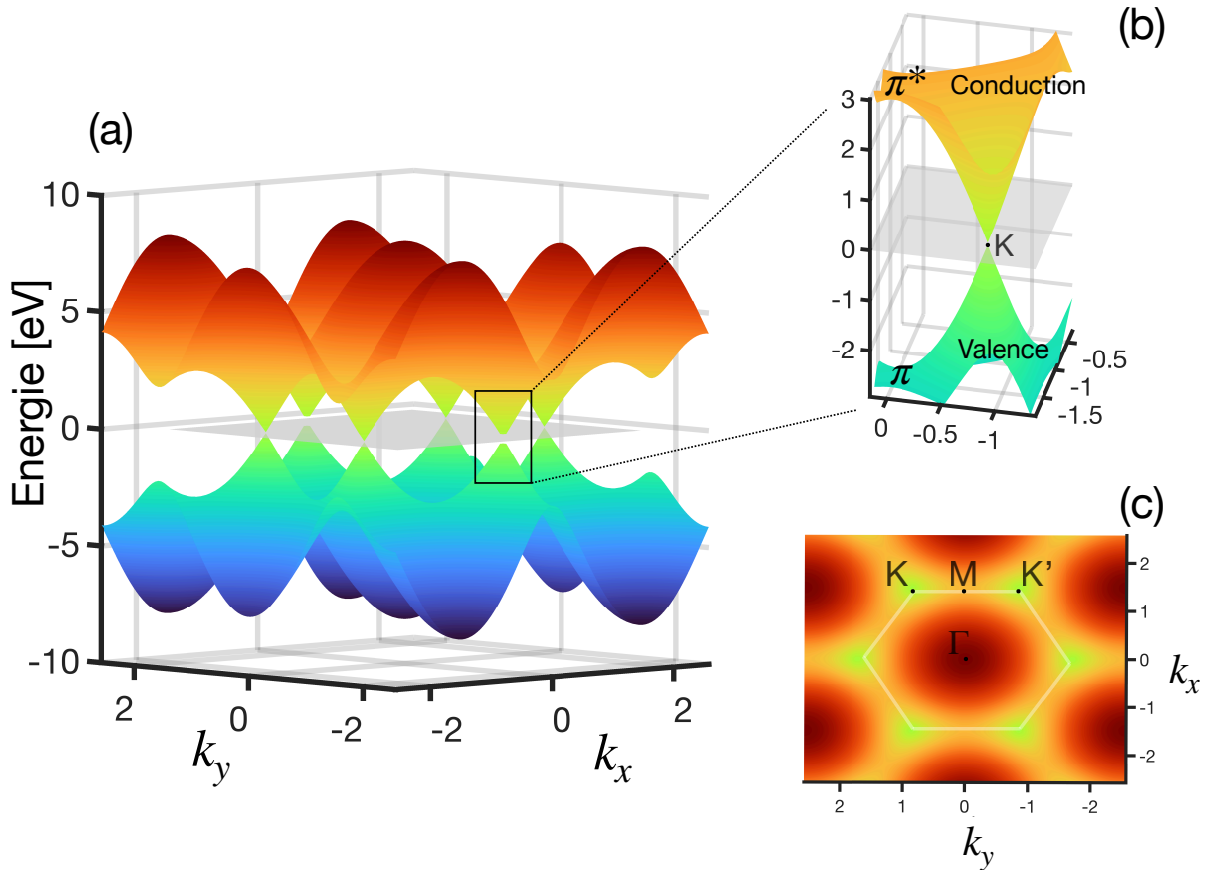 (a)
Energie [eV]
10
5
0
-5
-10
2
0
-2
k_y
-2
0
2
k_x
(b)
π*
Conduction
3
2
1
0
-1
-2
K
Valence
π
-0.5
-1
-1.5
0
-0.5
-1
(c)
K
M
K’
Γ
2
1
0
-1
-2
k_x
2
1
0
-1
-2
k_y